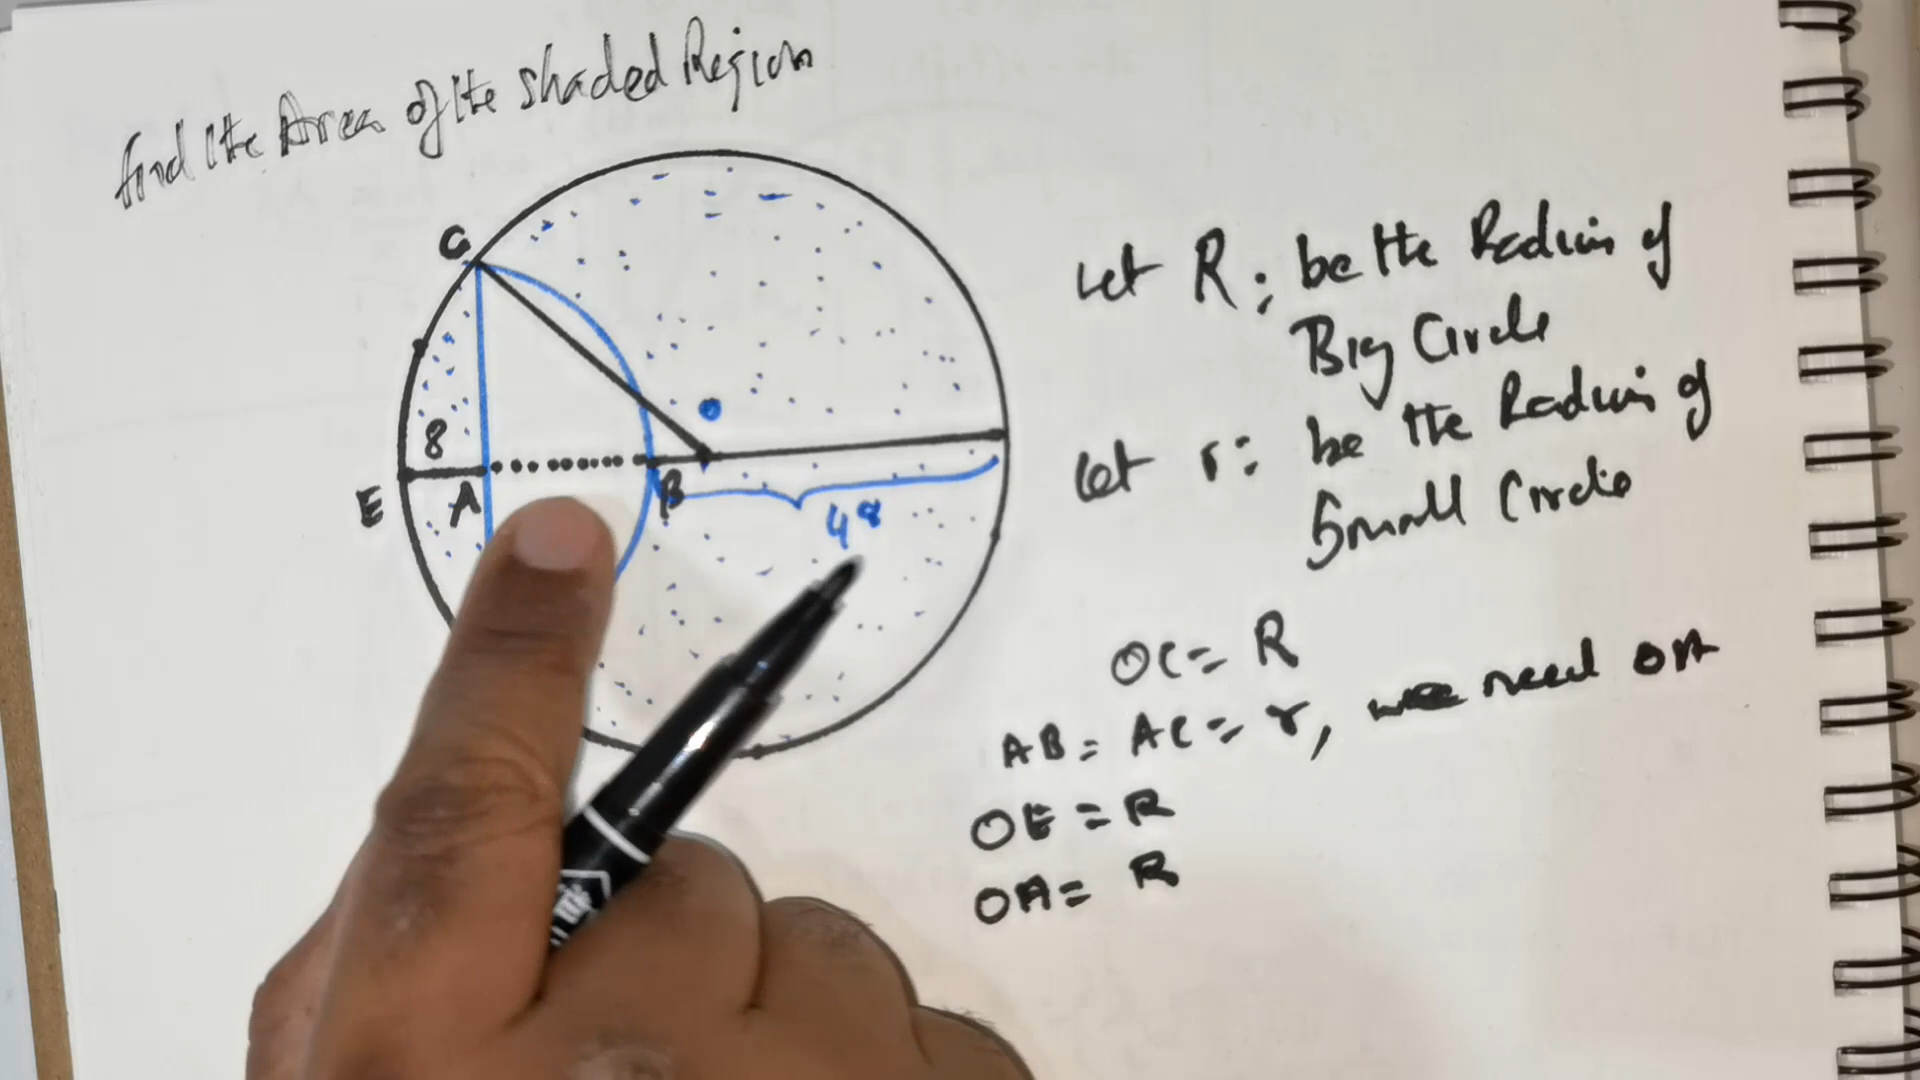 find the Area of the shaded Region
C
8
E
A
B
48
Let R: be the Radius of
Big Circle
Let r: be the Radius of
Small Circle
OC = R
AB = AC = r, we need OA
OE = R
OA = R